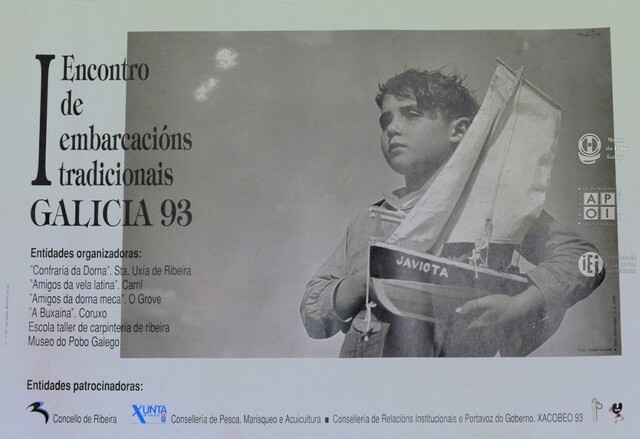 I Encontro
de
embarcacións
tradicionais
GALICIA 93
Entidades organizadoras:
"Confraría da Dorna". Sta. Uxía de Ribeira
"Amigos da vela latina". Carril
"Amigos da dorna meca". O Grove
"A Buxaina". Coruxo
Escola taller de carpintería de ribeira
Museo do Pobo Galego
JAVIOTA
do Pobo
Galego
A P
O I
Entidades patrocinadoras:
Concello de Ribeira
XUNTA
Consellería de Pesca, Marisqueo e Acuicultura ■ Consellería de Relacións Institucionais e Portavoz do Goberno. XACOBEO 93